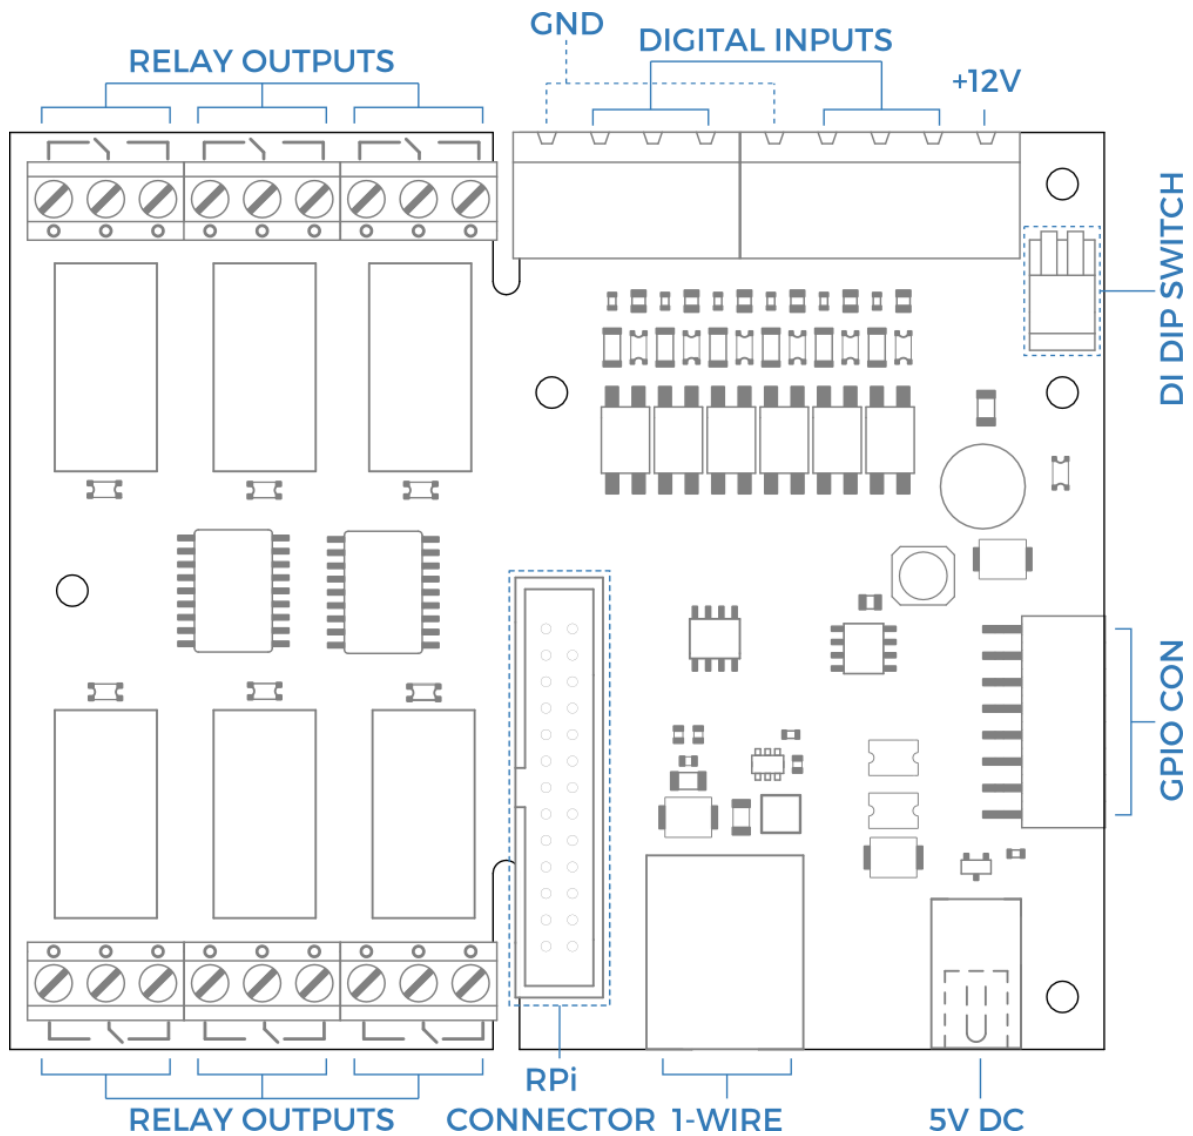 GND
RELAY OUTPUTS
DIGITAL INPUTS
+12V
DI DIP SWITCH
GPIO CON
RPi
CONNECTOR
1-WIRE
5V DC
RELAY OUTPUTS